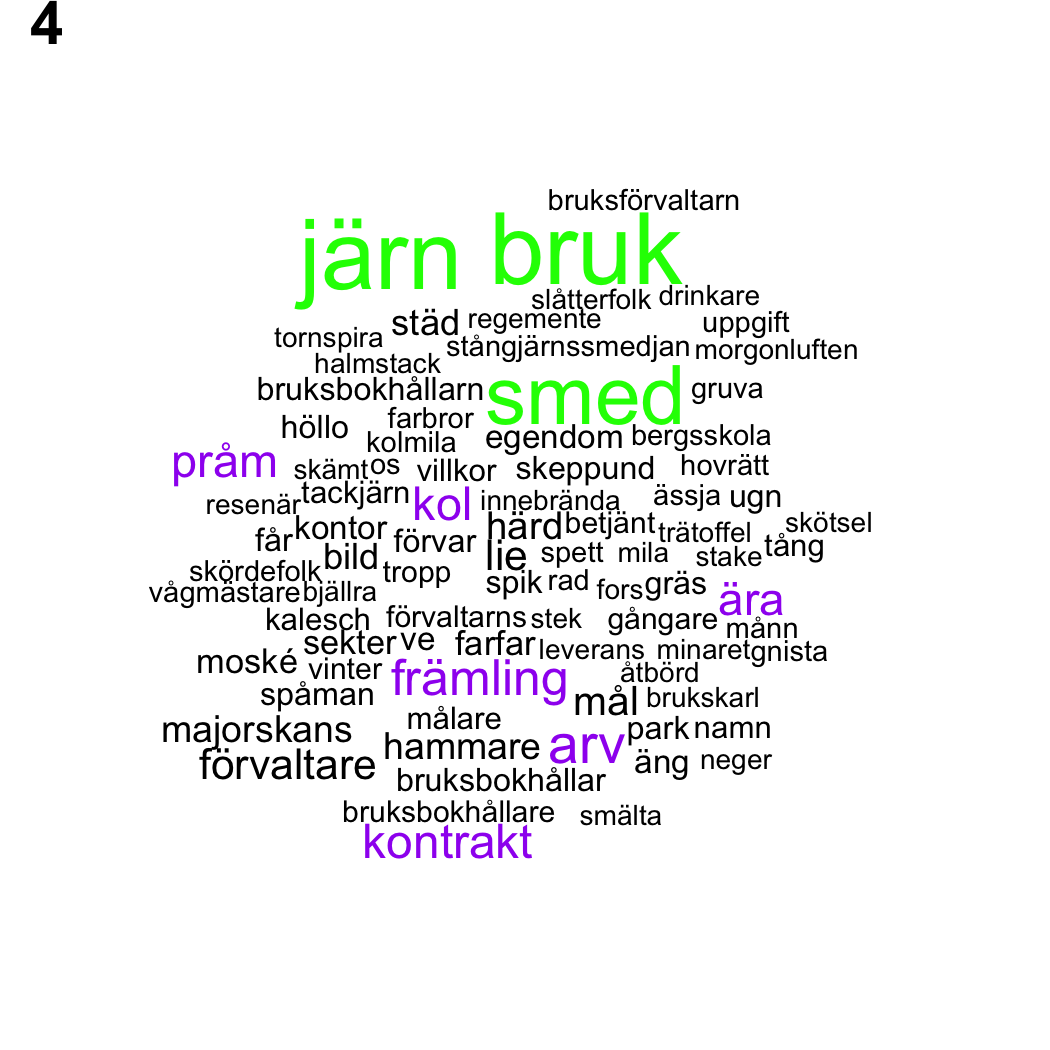 4
bruksförvaltarn
järn bruk
slåtterfolk drinkare
städ regemente uppgift
tornspira stångjärnssmedjan morgonluften
halmstack
bruksbokhållarn smed gruva
höllo farbror
kolmila egendom bergsskola
pråm skämt os villkor skeppund hovrätt
resenär tackjärn kol innebrända ässja ugn
får kontor förvar härd betjänt trätoffel skötsel
skördefolk bild tropp lie spett mila stake tång
vågmästare bjällra spik rad fors gräs ära
kalesch förvaltarns stek gångare månn
sekter ve farfar leverans minaret gnista
moské vinter främling åtbörd
spåman mål brukskarl
majorskans målare arv park namn
förvaltare hammare äng neger
bruksbokhållar
bruksbokhållare smälta
kontrakt